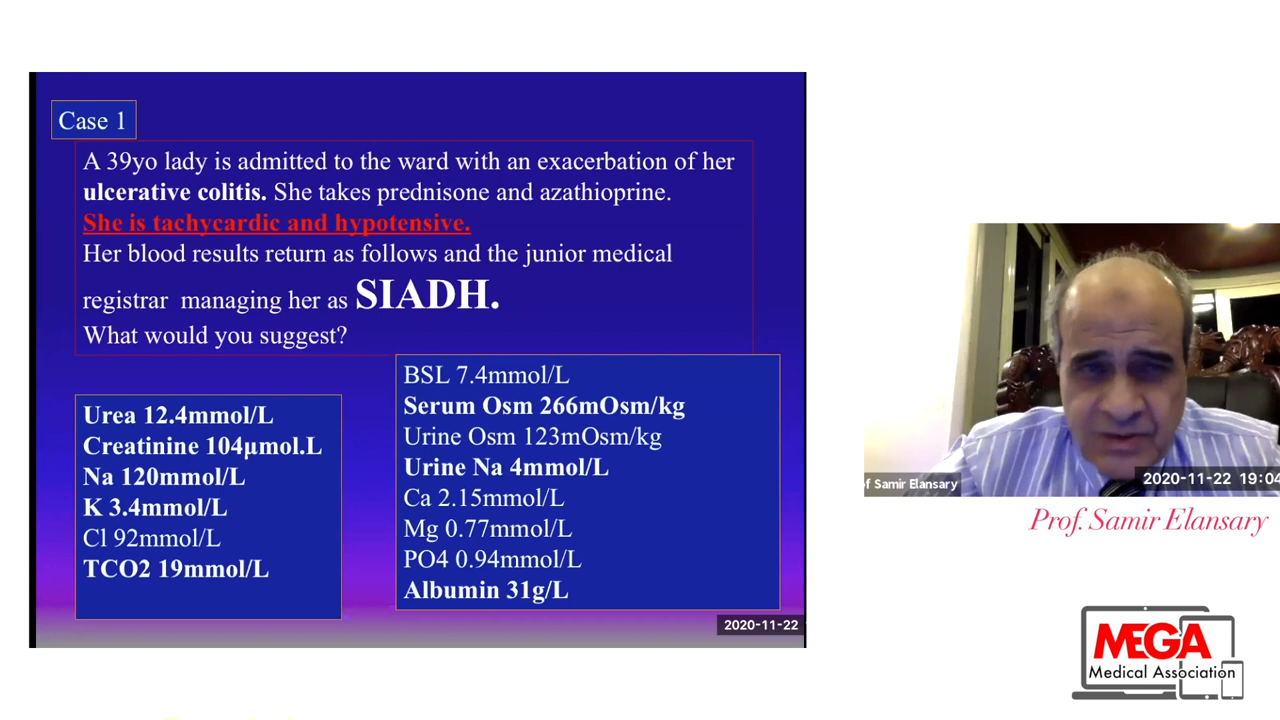 Case 1
A 39yo lady is admitted to the ward with an exacerbation of her
ulcerative colitis. She takes prednisone and azathioprine.
She is tachycardic and hypotensive.
Her blood results return as follows and the junior medical
registrar managing her as SIADH.
What would you suggest?
Urea 12.4mmol/L
Creatinine 104µmol.L
Na 120mmol/L
K 3.4mmol/L
Cl 92mmol/L
TCO2 19mmol/L
BSL 7.4mmol/L
Serum Osm 266mOsm/kg
Urine Osm 123mOsm/kg
Urine Na 4mmol/L
Ca 2.15mmol/L
Mg 0.77mmol/L
PO4 0.94mmol/L
Albumin 31g/L
2020-11-22
f Samir Elansary
2020-11-22 19:04
Prof. Samir Elansary
MEGA
Medical Association